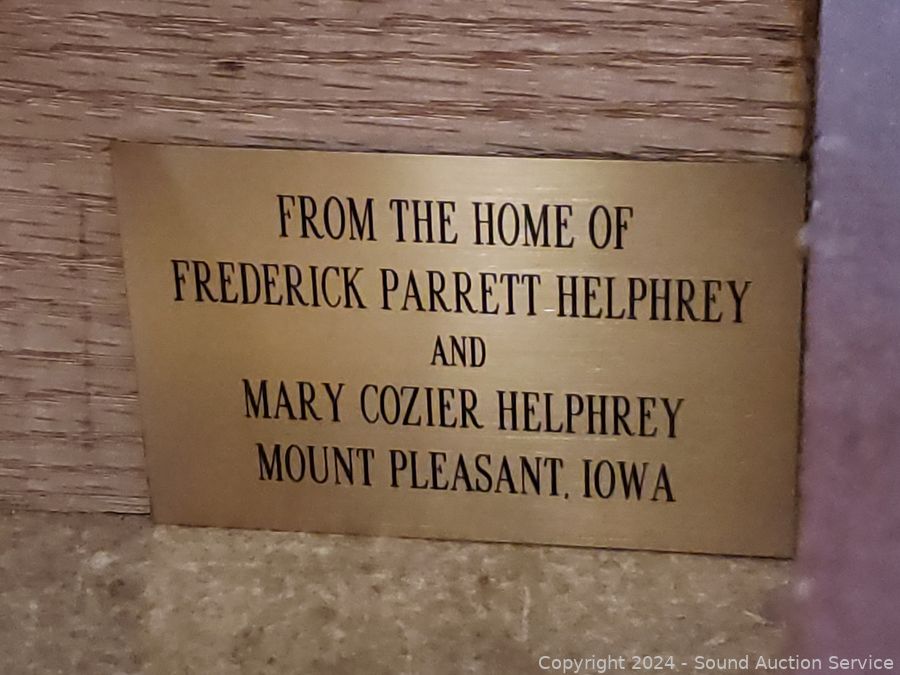 FROM THE HOME OF
FREDERICK PARRETT HELPHREY
AND
MARY COZIER HELPHREY
MOUNT PLEASANT, IOWA
Copyright 2024 - Sound Auction Service